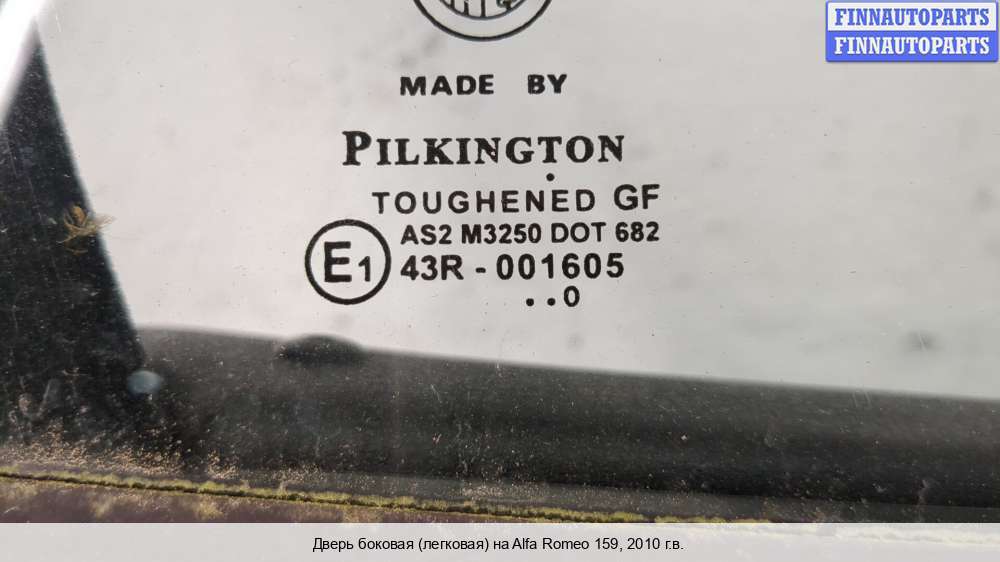 FINNAUTOPARTS
FINNAUTOPARTS
MADE BY
PILKINGTON
TOUGHENED GF
AS2 M3250 DOT 682
E1 43R - 001605
..0
Дверь боковая (легковая) на Alfa Romeo 159, 2010 г.в.